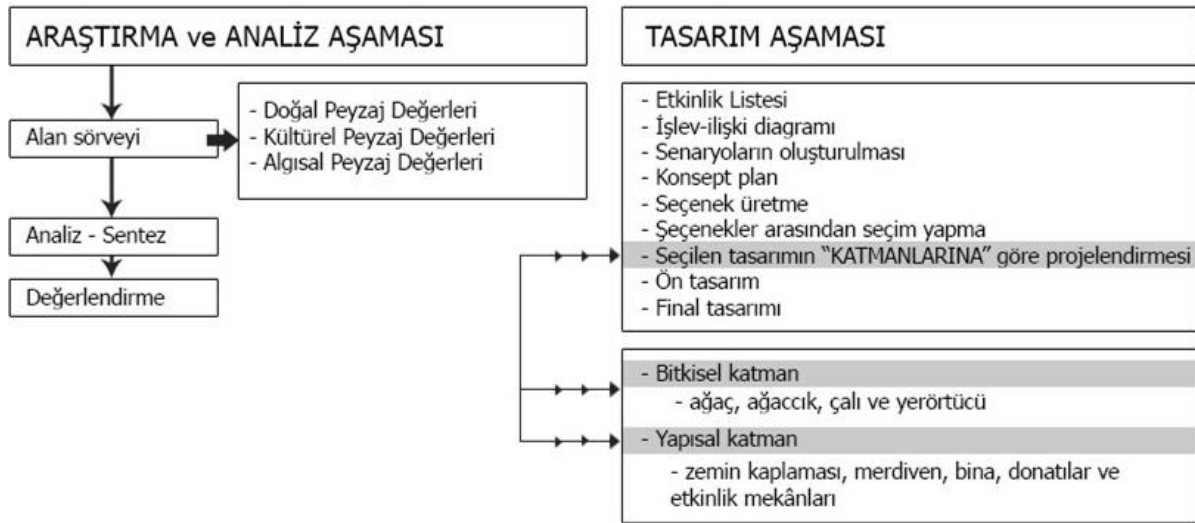 ARAŞTIRMA ve ANALİZ AŞAMASI
Alan sörveyi
- Doğal Peyzaj Değerleri
- Kültürel Peyzaj Değerleri
- Algısal Peyzaj Değerleri
Analiz - Sentez
Değerlendirme
TASARIM AŞAMASI
- Etkinlik Listesi
- İşlev-ilişki diagramı
- Senaryoların oluşturulması
- Konsept plan
- Seçenek üretme
- Şeçenekler arasından seçim yapma
- Seçilen tasarımın “KATMANLARINA” göre projelendirmesi
- Ön tasarım
- Final tasarımı
- Bitkisel katman
- ağaç, ağaccık, çalı ve yerörtücü
- Yapısal katman
- zemin kaplaması, merdiven, bina, donatılar ve
etkinlik mekânları